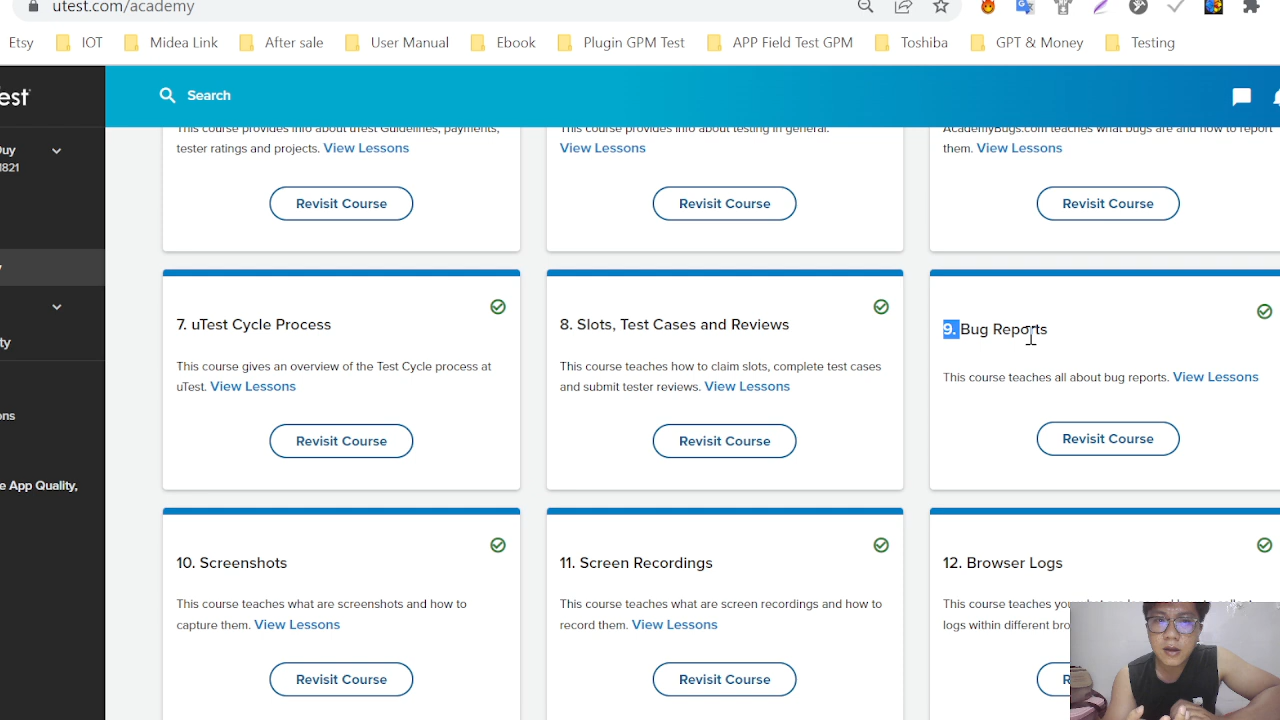 utest.com/academy
Etsy
IOT
Midea Link
After sale
User Manual
Ebook
Plugin GPM Test
APP Field Test GPM
Toshiba
GPT & Money
Testing
est
Search
Duy
1821
This course provides info about uTest Guidelines, payments,
tester ratings and projects. View Lessons
Revisit Course
This course provides info about testing in general.
View Lessons
Revisit Course
AcademyBugs.com teaches what bugs are and how to report
them. View Lessons
Revisit Course
7. uTest Cycle Process
This course gives an overview of the Test Cycle process at
uTest. View Lessons
Revisit Course
8. Slots, Test Cases and Reviews
This course teaches how to claim slots, complete test cases
and submit tester reviews. View Lessons
Revisit Course
9. Bug Reports
This course teaches all about bug reports. View Lessons
Revisit Course
ty
ons
e App Quality,
10. Screenshots
This course teaches what are screenshots and how to
capture them. View Lessons
Revisit Course
11. Screen Recordings
This course teaches what are screen recordings and how to
record them. View Lessons
Revisit Course
12. Browser Logs
This course teaches
logs within different